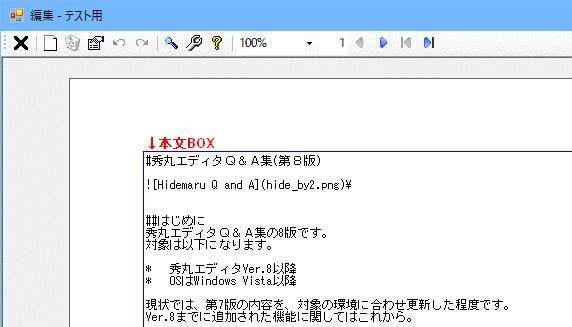 編集 - テスト用
100% 1
↓本文BOX
#秀丸エディタＱ＆Ａ集(第８版)
![Hidemaru Q and A](hide_by2.png)\
##はじめに
秀丸エディタＱ＆Ａ集の8版です。
対象は以下になります。
* 秀丸エディタVer.8以降
* OSはWindows Vista以降
現状では、第7版の内容を、対象の環境に合わせ更新した程度です。
Ver.8までに追加された機能に関してはこれから。